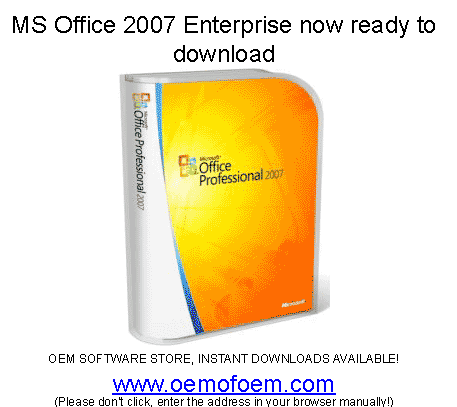 MS Office 2007 Enterprise now ready to
download
Microsoft
Office
Professional 2007
Microsoft
Office
Professional 2007
Microsoft
OEM SOFTWARE STORE, INSTANT DOWNLOADS AVAILABLE!
www.oemofoem.com
(Please don't click, enter the address in your browser manually!)